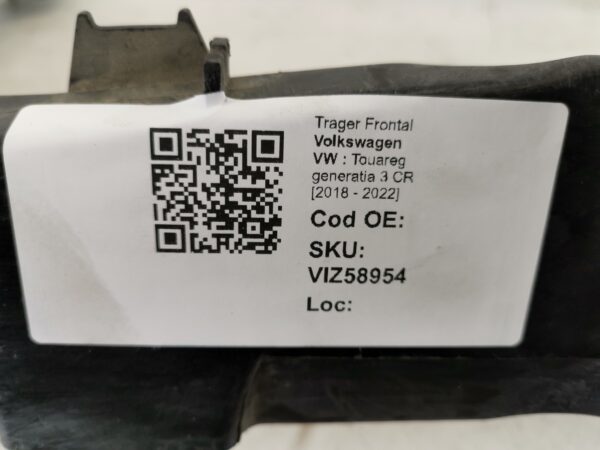 Trager Frontal
Volkswagen
VW : Touareg
generatia 3 CR
[2018 - 2022]
Cod OE:
SKU:
VIZ58954
Loc: